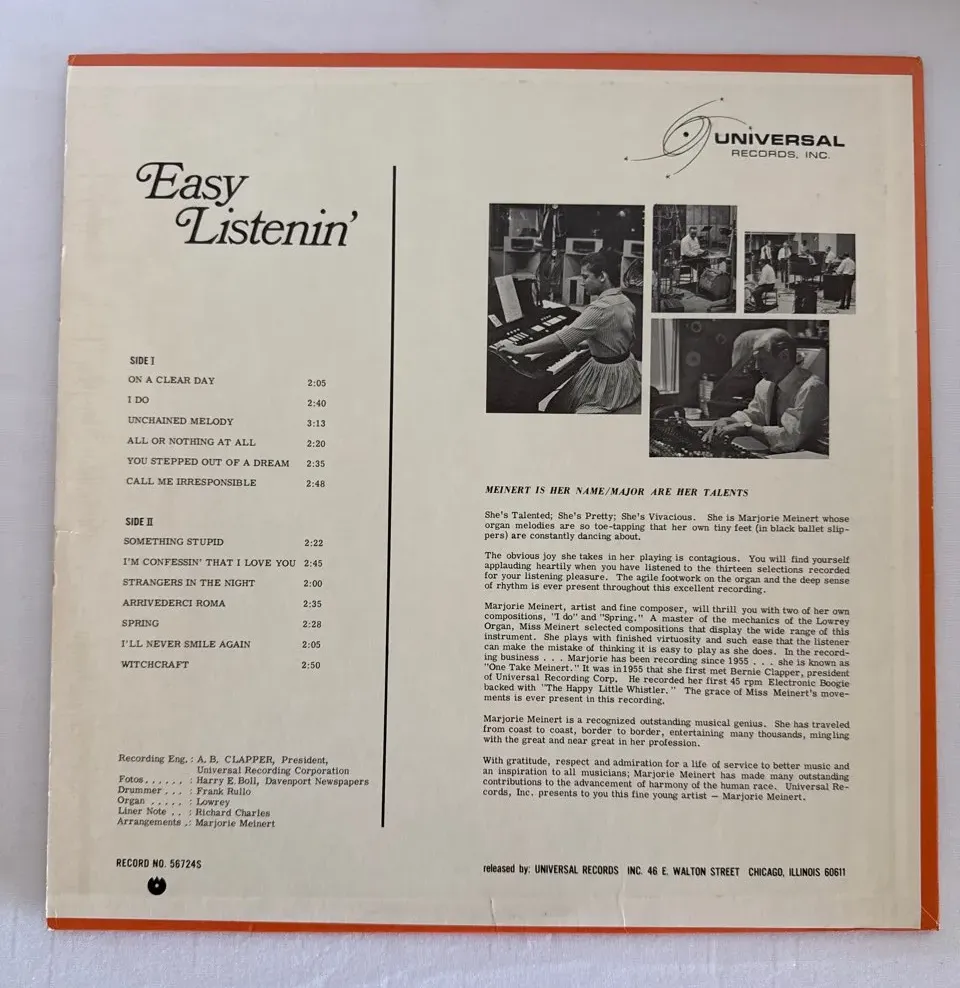 Easy
Listenin'
SIDE I
ON A CLEAR DAY 2:05
I DO 2:40
UNCHAINED MELODY 3:13
ALL OR NOTHING AT ALL 2:20
YOU STEPPED OUT OF A DREAM 2:35
CALL ME IRRESPONSIBLE 2:48
SIDE II
SOMETHING STUPID 2:22
I'M CONFESSIN' THAT I LOVE YOU 2:45
STRANGERS IN THE NIGHT 2:00
ARRIVEDERCI ROMA 2:35
SPRING 2:28
I'LL NEVER SMILE AGAIN 2:05
WITCHCRAFT 2:50
Recording Eng. : A. B. CLAPPER, President,
Universal Recording Corporation
Fotos . . . . . . : Harry E. Boll, Davenport Newspapers
Drummer . . . : Frank Rullo
Organ . . . . . : Lowrey
Liner Note . . : Richard Charles
Arrangements . : Marjorie Meinert
RECORD NO. 56724S
UNIVERSAL
RECORDS, INC.
MEINERT IS HER NAME/MAJOR ARE HER TALENTS
She's Talented; She's Pretty; She's Vivacious. She is Marjorie Meinert whose
organ melodies are so toe-tapping that her own tiny feet (in black ballet slip-
pers) are constantly dancing about.
The obvious joy she takes in her playing is contagious. You will find yourself
applauding heartily when you have listened to the thirteen selections recorded
for your listening pleasure. The agile footwork on the organ and the deep sense
of rhythm is ever present throughout this excellent recording.
Marjorie Meinert, artist and fine composer, will thrill you with two of her own
compositions, "I do" and "Spring." A master of the mechanics of the Lowrey
Organ, Miss Meinert selected compositions that display the wide range of this
instrument. She plays with finished virtuosity and such ease that the listener
can make the mistake of thinking it is easy to play as she does. In the record-
ing business . . . Marjorie has been recording since 1955 . . . she is known as
"One Take Meinert." It was in 1955 that she first met Bernie Clapper, president
of Universal Recording Corp. He recorded her first 45 rpm Electronic Boogie
backed with "The Happy Little Whistler." The grace of Miss Meinert's move-
ments is ever present in this recording.
Marjorie Meinert is a recognized outstanding musical genius. She has traveled
from coast to coast, border to border, entertaining many thousands, mingling
with the great and near great in her profession.
With gratitude, respect and admiration for a life of service to better music and
an inspiration to all musicians; Marjorie Meinert has made many outstanding
contributions to the advancement of harmony of the human race. Universal Re-
cords, Inc. presents to you this fine young artist — Marjorie Meinert.
released by: UNIVERSAL RECORDS INC. 46 E. WALTON STREET CHICAGO, ILLINOIS 60611